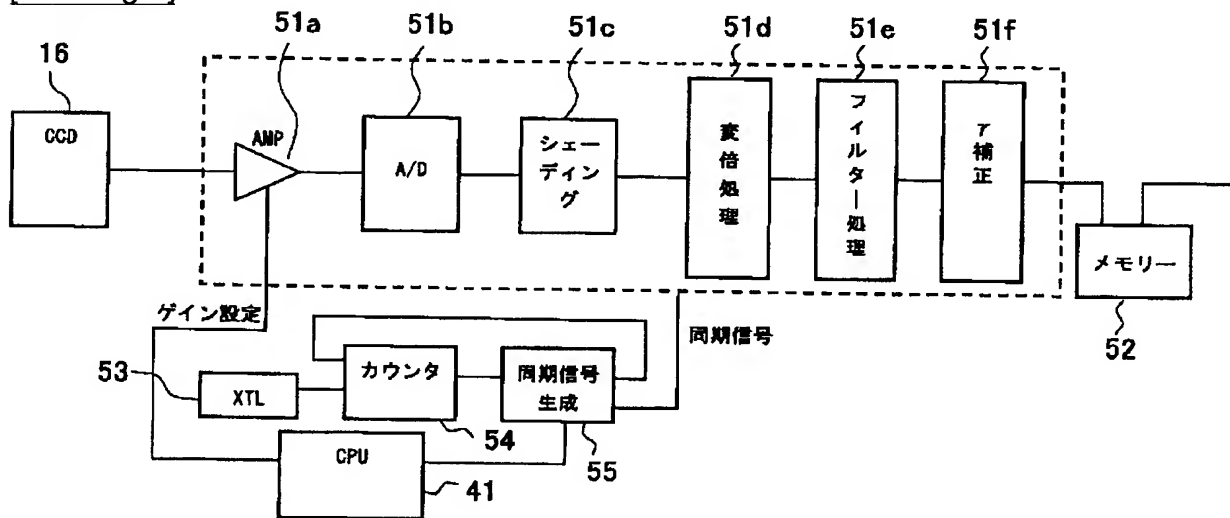 51a
51b
51c
51d
51e
51f
16
CCD
AMP
A/D
シェー
ディン
グ
変倍処理
フィルター処理
γ補正
メモリー
52
ゲイン設定
同期信号
53
XTL
カウンタ
54
同期信号
生成
55
CPU
41